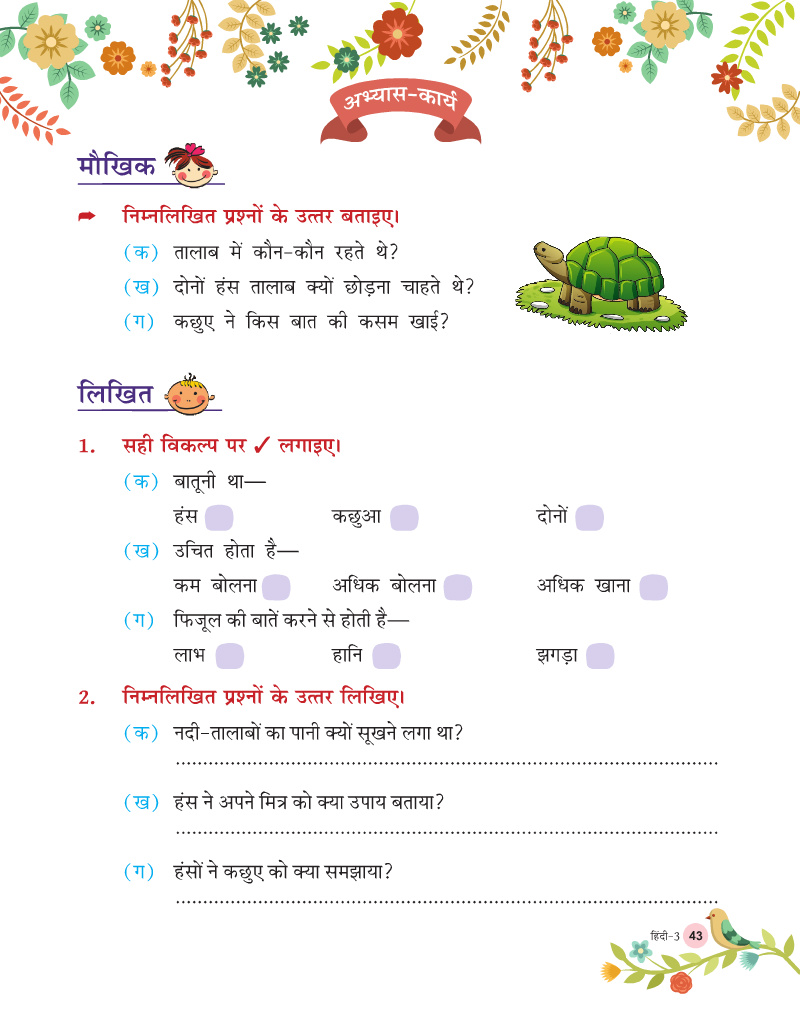 अभ्यास-कार्य
मौखिक
➦ निम्नलिखित प्रश्नों के उत्तर बताइए।
(क) तालाब में कौन-कौन रहते थे?
(ख) दोनों हंस तालाब क्यों छोड़ना चाहते थे?
(ग) कछुए ने किस बात की कसम खाई?
लिखित
1. सही विकल्प पर ✓ लगाइए।
(क) बातूनी था—
हंस कछुआ दोनों
(ख) उचित होता है—
कम बोलना अधिक बोलना अधिक खाना
(ग) फिजूल की बातें करने से होती है—
लाभ हानि झगड़ा
2. निम्नलिखित प्रश्नों के उत्तर लिखिए।
(क) नदी-तालाबों का पानी क्यों सूखने लगा था?
(ख) हंस ने अपने मित्र को क्या उपाय बताया?
(ग) हंसों ने कछुए को क्या समझाया?
हिंदी-3 43